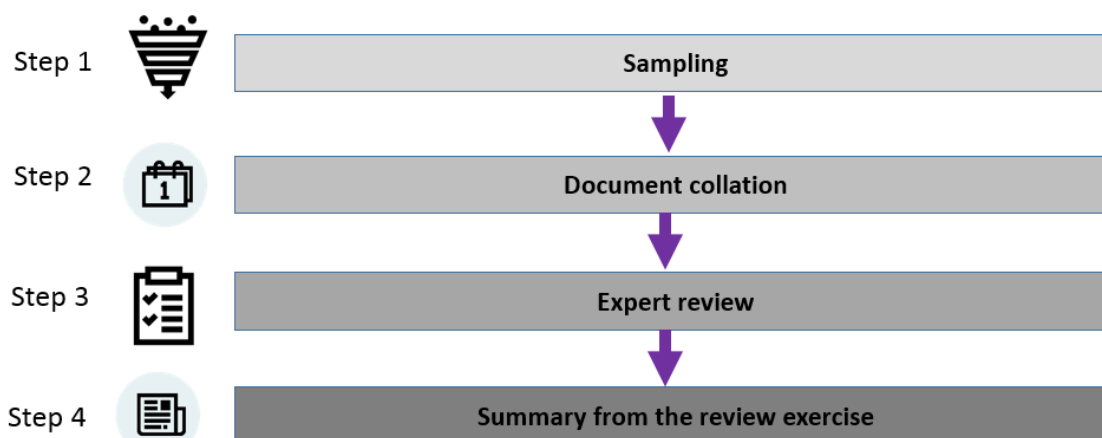 Step 1
Sampling
Step 2
1
Document collation
Step 3
Expert review
Step 4
Summary from the review exercise